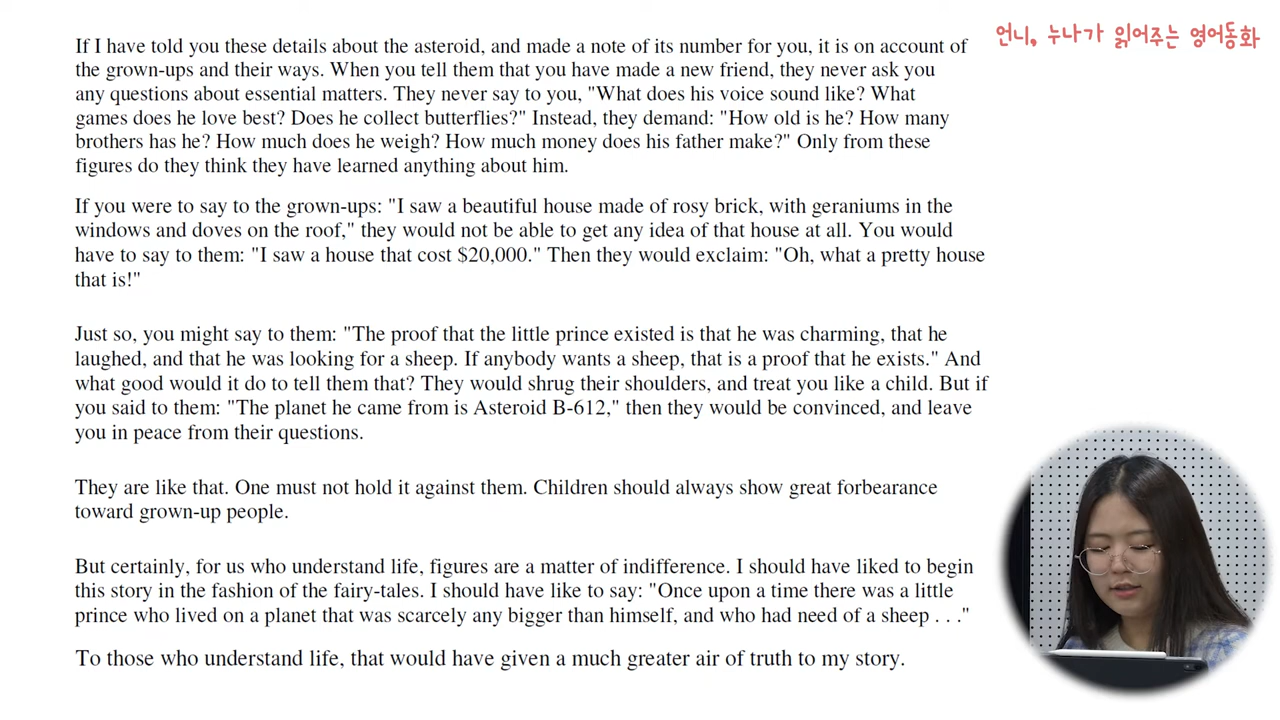 언니, 누나가 읽어주는 영어동화
If I have told you these details about the asteroid, and made a note of its number for you, it is on account of
the grown-ups and their ways. When you tell them that you have made a new friend, they never ask you
any questions about essential matters. They never say to you, "What does his voice sound like? What
games does he love best? Does he collect butterflies?" Instead, they demand: "How old is he? How many
brothers has he? How much does he weigh? How much money does his father make?" Only from these
figures do they think they have learned anything about him.
If you were to say to the grown-ups: "I saw a beautiful house made of rosy brick, with geraniums in the
windows and doves on the roof," they would not be able to get any idea of that house at all. You would
have to say to them: "I saw a house that cost $20,000." Then they would exclaim: "Oh, what a pretty house
that is!"
Just so, you might say to them: "The proof that the little prince existed is that he was charming, that he
laughed, and that he was looking for a sheep. If anybody wants a sheep, that is a proof that he exists." And
what good would it do to tell them that? They would shrug their shoulders, and treat you like a child. But if
you said to them: "The planet he came from is Asteroid B-612," then they would be convinced, and leave
you in peace from their questions.
They are like that. One must not hold it against them. Children should always show great forbearance
toward grown-up people.
But certainly, for us who understand life, figures are a matter of indifference. I should have liked to begin
this story in the fashion of the fairy-tales. I should have like to say: "Once upon a time there was a little
prince who lived on a planet that was scarcely any bigger than himself, and who had need of a sheep . . ."
To those who understand life, that would have given a much greater air of truth to my story.